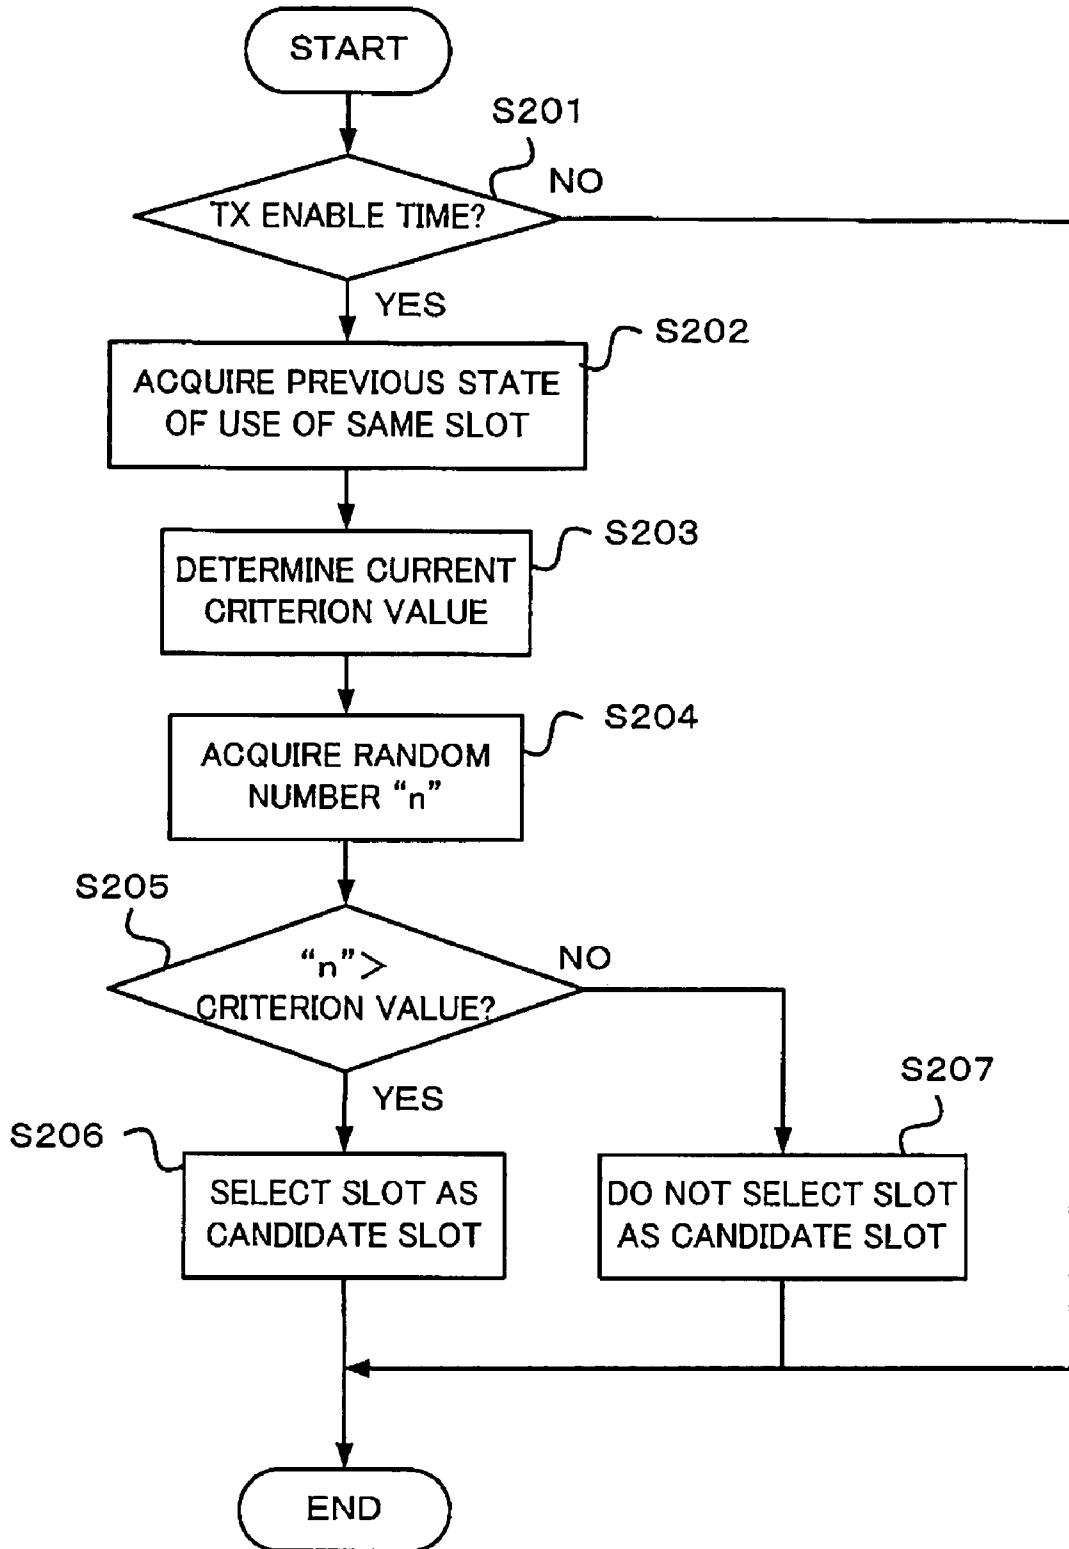 START
S201
TX ENABLE TIME?
NO
YES
S202
ACQUIRE PREVIOUS STATE
OF USE OF SAME SLOT
S203
DETERMINE CURRENT
CRITERION VALUE
S204
ACQUIRE RANDOM
NUMBER “n”
S205
“n”>
CRITERION VALUE?
NO
YES
S206
SELECT SLOT AS
CANDIDATE SLOT
S207
DO NOT SELECT SLOT
AS CANDIDATE SLOT
END